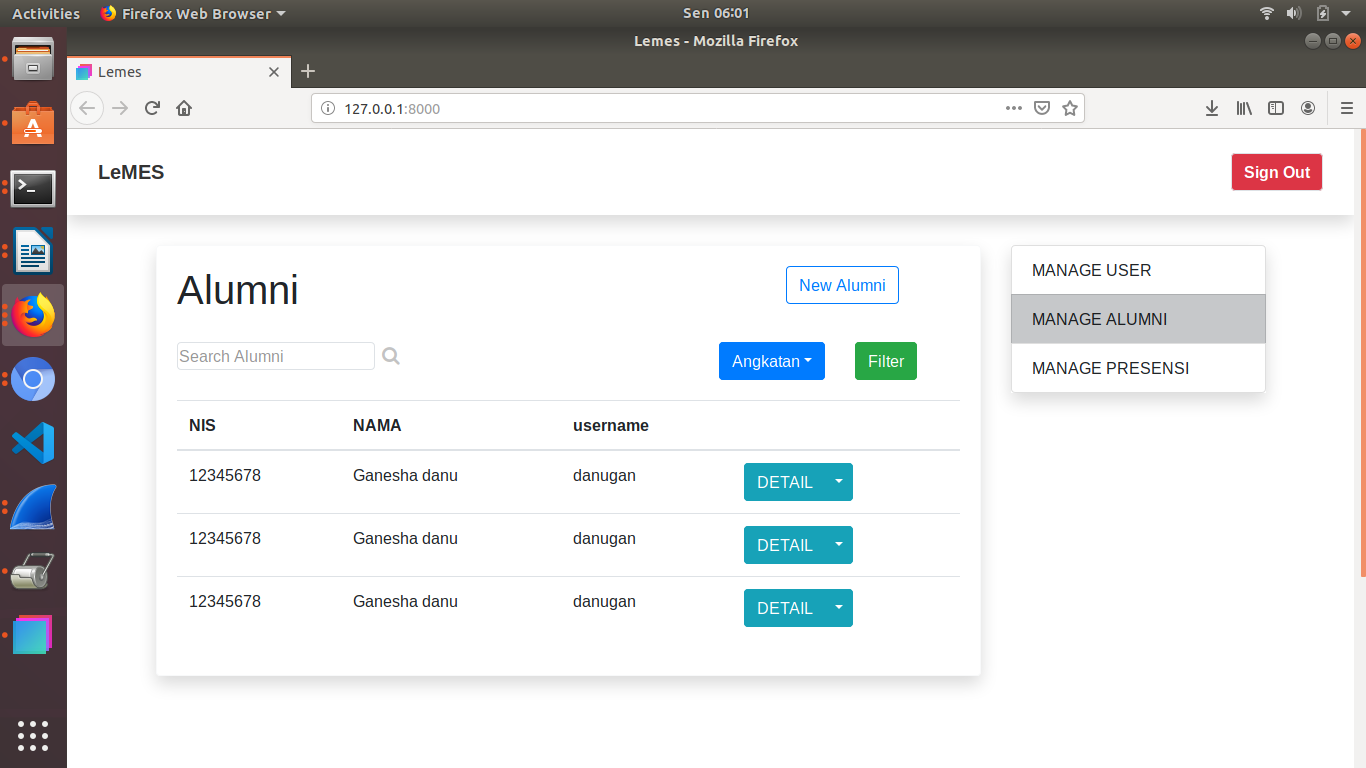 Activities Firefox Web Browser Sen 06:01
Lemes - Mozilla Firefox
Lemes
127.0.0.1:8000
LeMES Sign Out
Alumni New Alumni
Search Alumni Angkatan Filter
NIS NAMA username
12345678 Ganesha danu danugan DETAIL
12345678 Ganesha danu danugan DETAIL
12345678 Ganesha danu danugan DETAIL
MANAGE USER
MANAGE ALUMNI
MANAGE PRESENSI